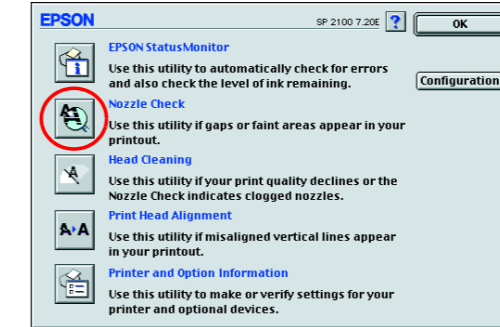 EPSON SP 2100 7.20E ? OK
EPSON StatusMonitor
Use this utility to automatically check for errors
and also check the level of ink remaining.
Configuration
Nozzle Check
Use this utility if gaps or faint areas appear in your
printout.
Head Cleaning
Use this utility if your print quality declines or the
Nozzle Check indicates clogged nozzles.
Print Head Alignment
Use this utility if misaligned vertical lines appear
in your printout.
Printer and Option Information
Use this utility to make or verify settings for your
printer and optional devices.